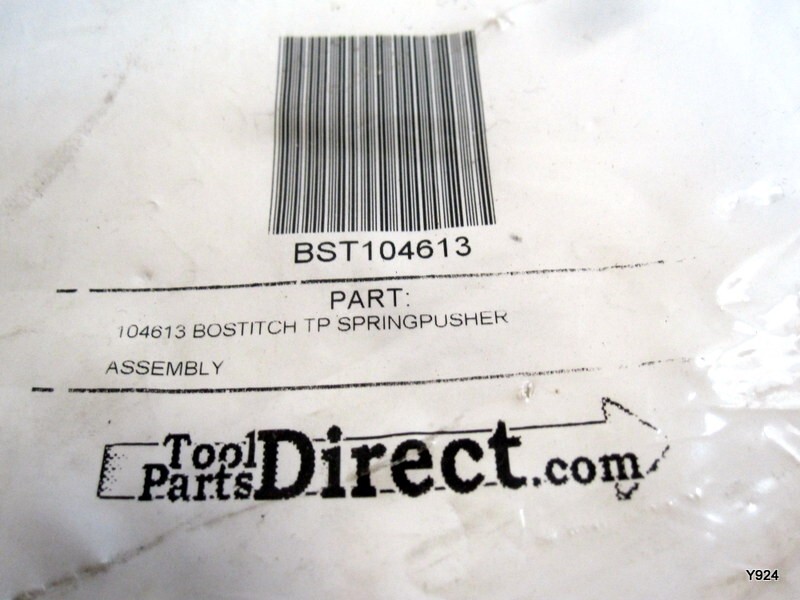 BST104613
PART:
104613 BOSTITCH TP SPRINGPUSHER
ASSEMBLY
Tool
Parts Direct.com
Y924